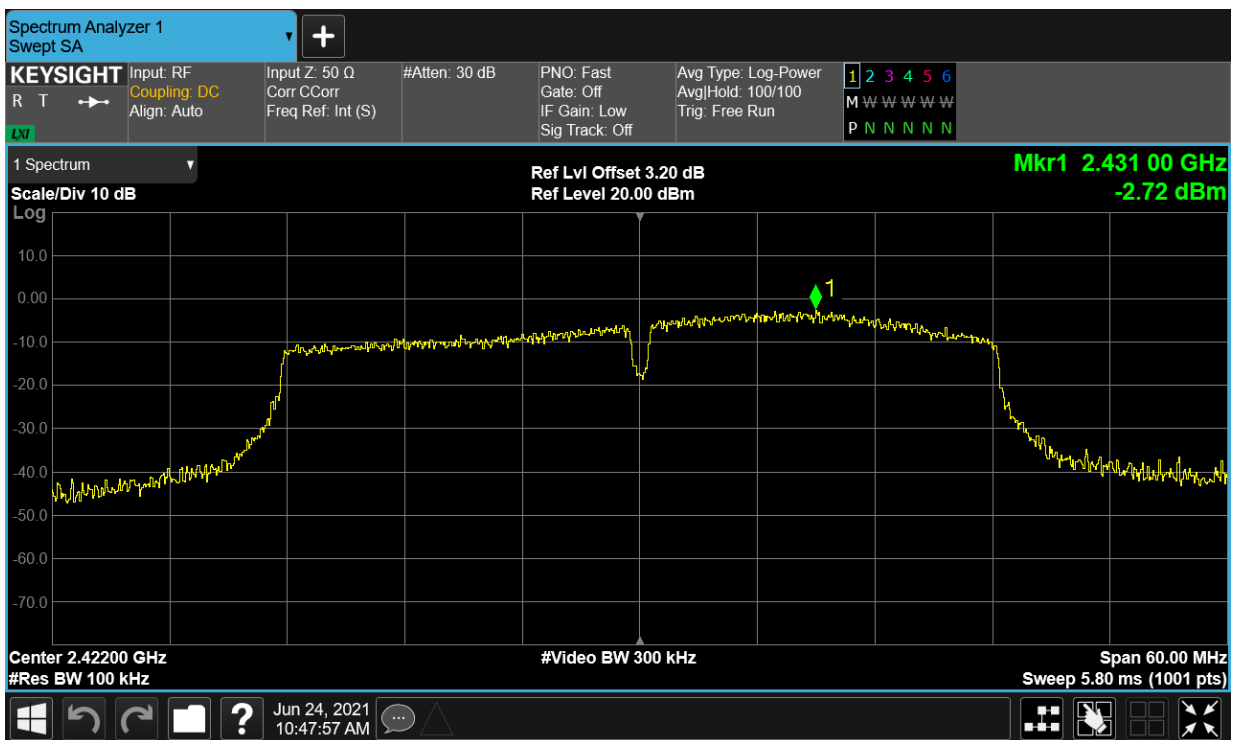 Spectrum Analyzer 1
Swept SA
KEYSIGHT
R T
LXI
Input: RF
Coupling: DC
Align: Auto
Input Z: 50 Ω
Corr CCorr
Freq Ref: Int (S)
#Atten: 30 dB
PNO: Fast
Gate: Off
IF Gain: Low
Sig Track: Off
Avg Type: Log-Power
Avg|Hold: 100/100
Trig: Free Run
1 2 3 4 5 6
M W W W W W
P N N N N N
1 Spectrum
Scale/Div 10 dB
Log
Ref Lvl Offset 3.20 dB
Ref Level 20.00 dBm
Mkr1 2.431 00 GHz
-2.72 dBm
1
10.0
0.00
-10.0
-20.0
-30.0
-40.0
-50.0
-60.0
-70.0
Center 2.42200 GHz
#Res BW 100 kHz
#Video BW 300 kHz
Span 60.00 MHz
Sweep 5.80 ms (1001 pts)
?
Jun 24, 2021
10:47:57 AM